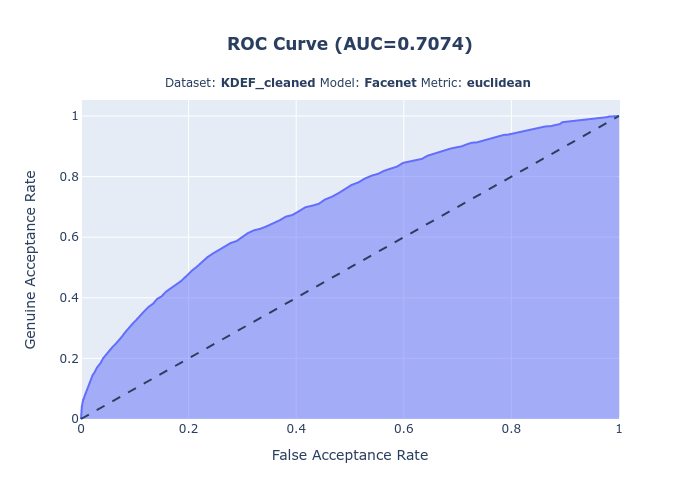 ROC Curve (AUC=0.7074)
Dataset: KDEF_cleaned Model: Facenet Metric: euclidean
Genuine Acceptance Rate
1
0.8
0.6
0.4
0.2
0
0 0.2 0.4 0.6 0.8 1
False Acceptance Rate